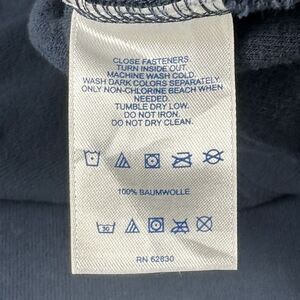 CLOSE FASTENERS.
TURN INSIDE OUT.
MACHINE WASH COLD.
WASH DARK COLORS SEPARATELY.
ONLY NON-CHLORINE BEACH WHEN
NEEDED.
TUMBLE DRY LOW.
DO NOT IRON.
DO NOT DRY CLEAN.
100% BAUMWOLLE
30
RN 62830